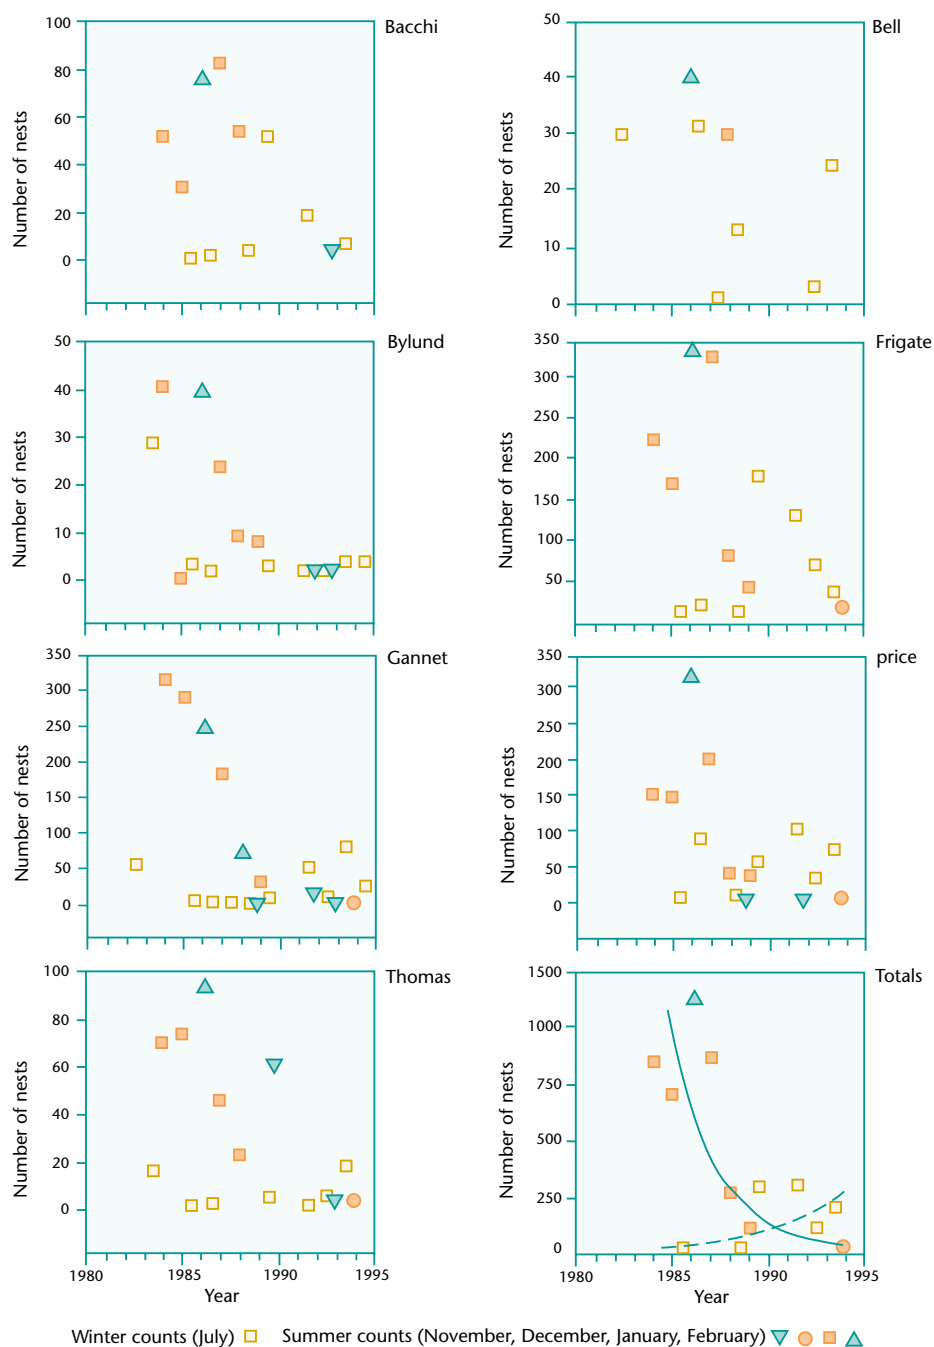 Bacchi
100
80
60
40
20
0
Number of nests
Bell
50
40
30
20
10
0
Number of nests
Bylund
50
40
30
20
10
0
Number of nests
Frigate
350
300
250
200
150
100
50
Number of nests
Gannet
350
300
250
200
150
100
50
0
Number of nests
price
350
300
250
200
150
100
50
0
Number of nests
Thomas
100
80
60
40
20
0
Number of nests
1980 1985 1990 1995
Year
Totals
1500
1000
750
500
250
0
Number of nests
1980 1985 1990 1995
Year
Winter counts (July) Summer counts (November, December, January, February)